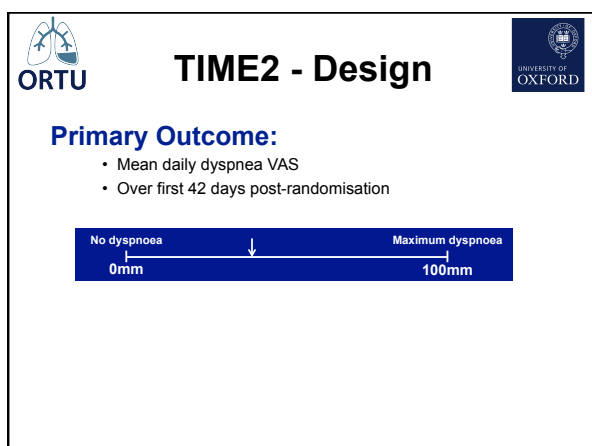 ORTU
TIME2 - Design
UNIVERSITY OF
OXFORD
Primary Outcome:
• Mean daily dyspnea VAS
• Over first 42 days post-randomisation
No dyspnoea
Maximum dyspnoea
0mm
100mm